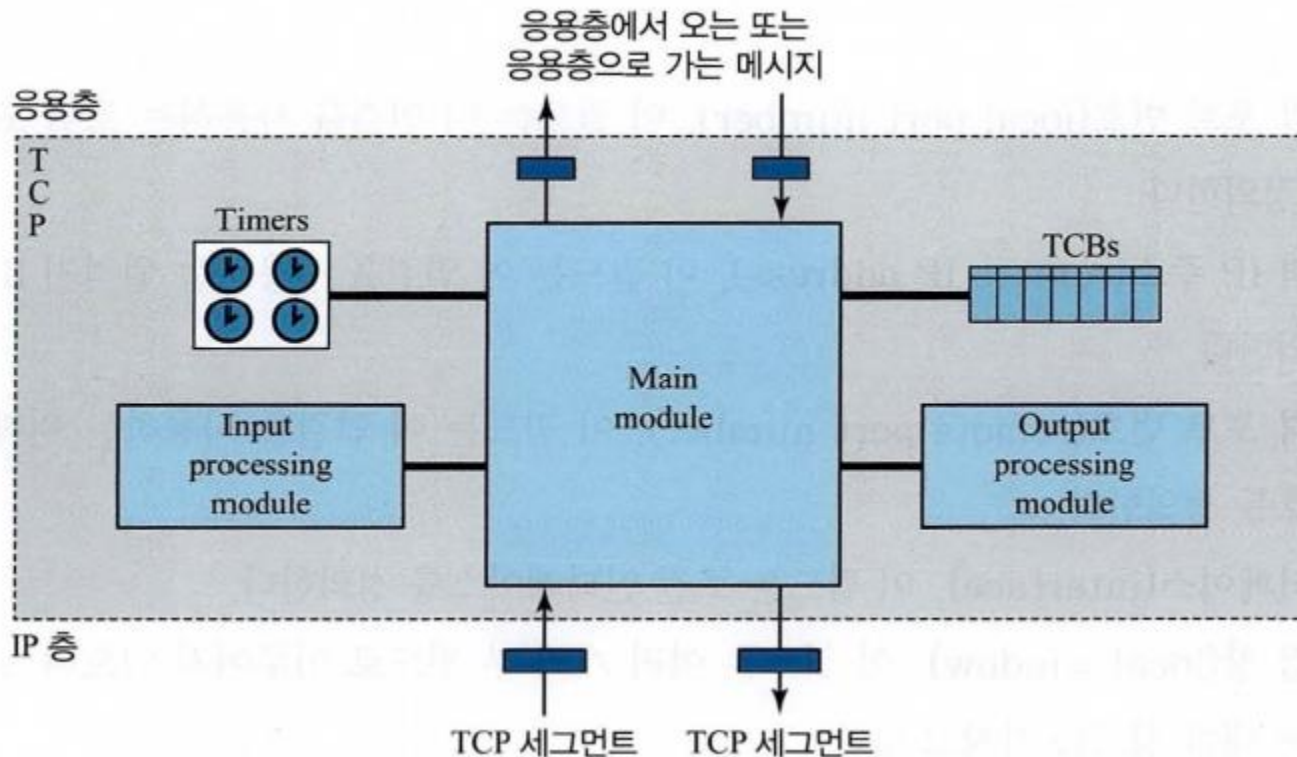 응용층에서 오는 또는
응용층으로 가는 메시지
응용층
T
C
P
Timers
TCBs
Main
module
Input
processing
module
Output
processing
module
IP 층
TCP 세그먼트
TCP 세그먼트